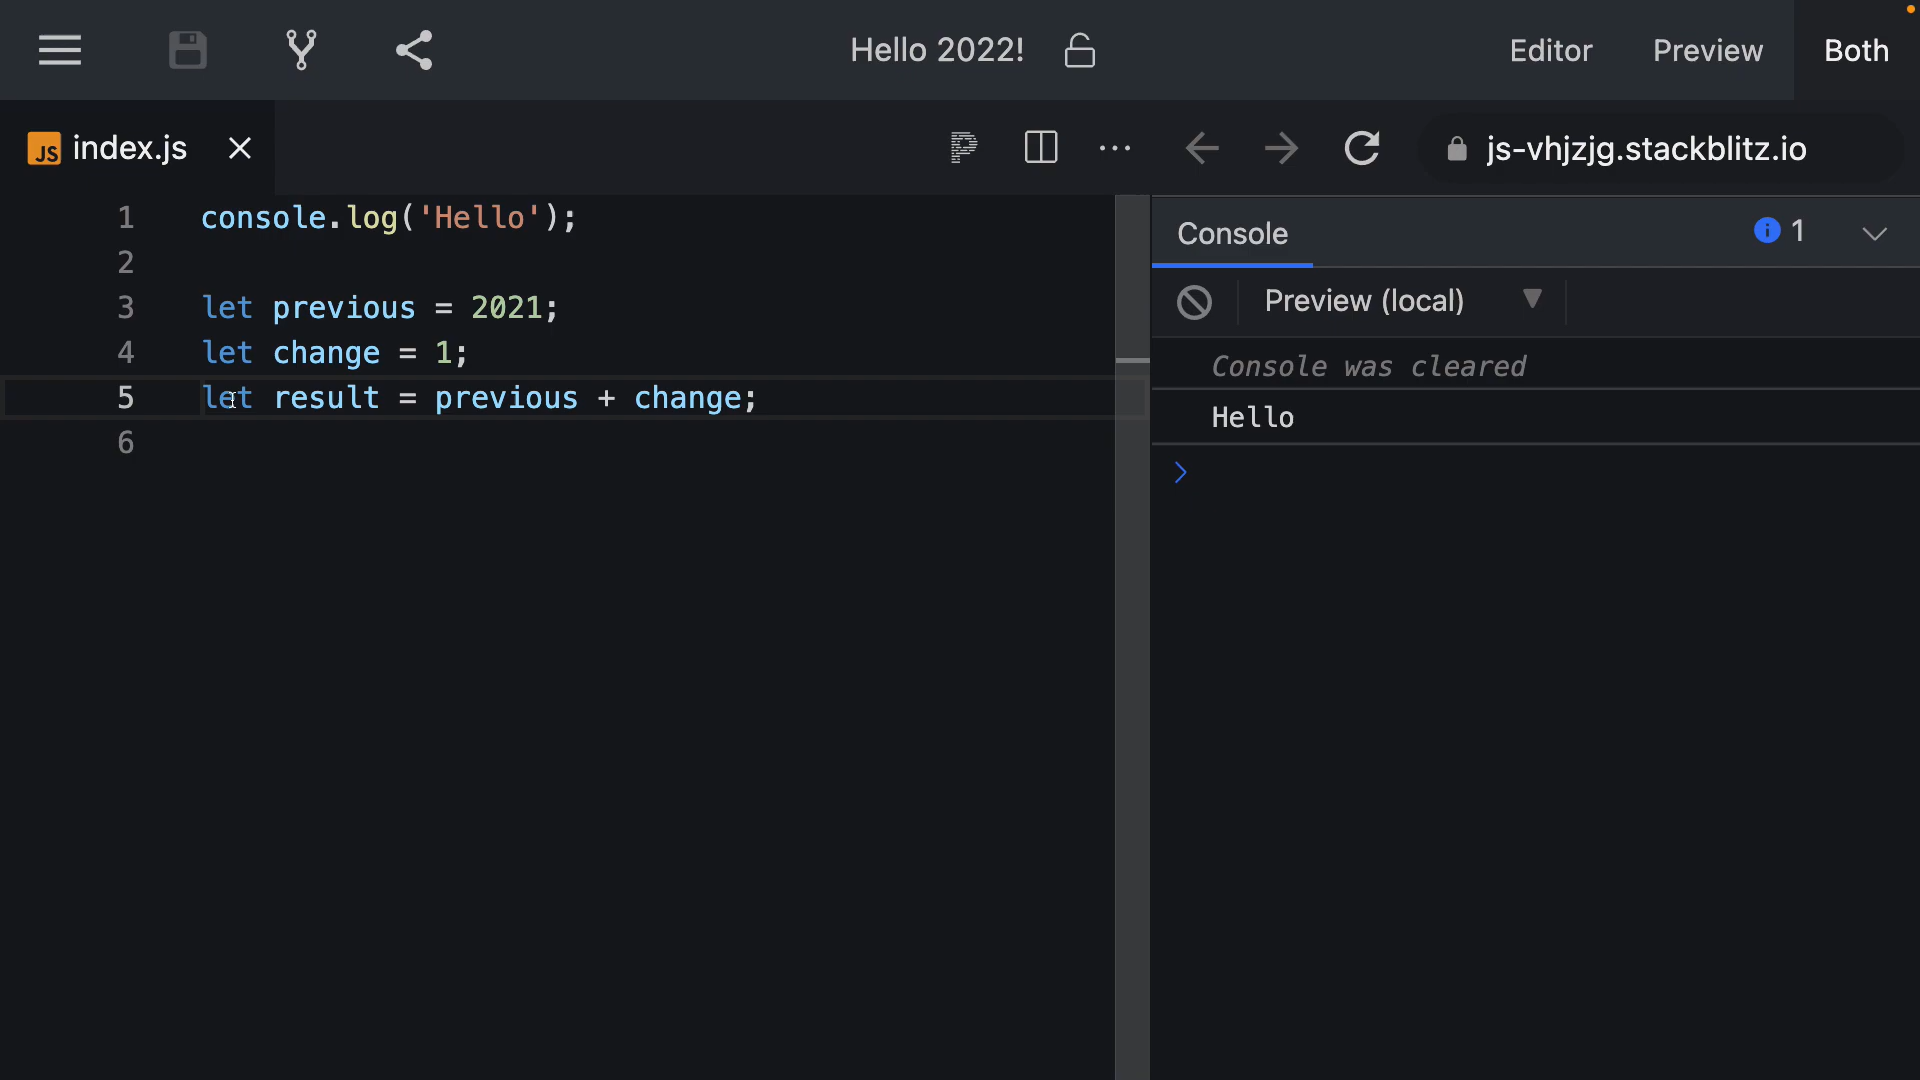 Hello 2022!
Editor Preview Both
JS index.js
js-vhjzjg.stackblitz.io
1 console.log('Hello');
2
3 let previous = 2021;
4 let change = 1;
5 let result = previous + change;
6
Console
1
Preview (local)
Console was cleared
Hello